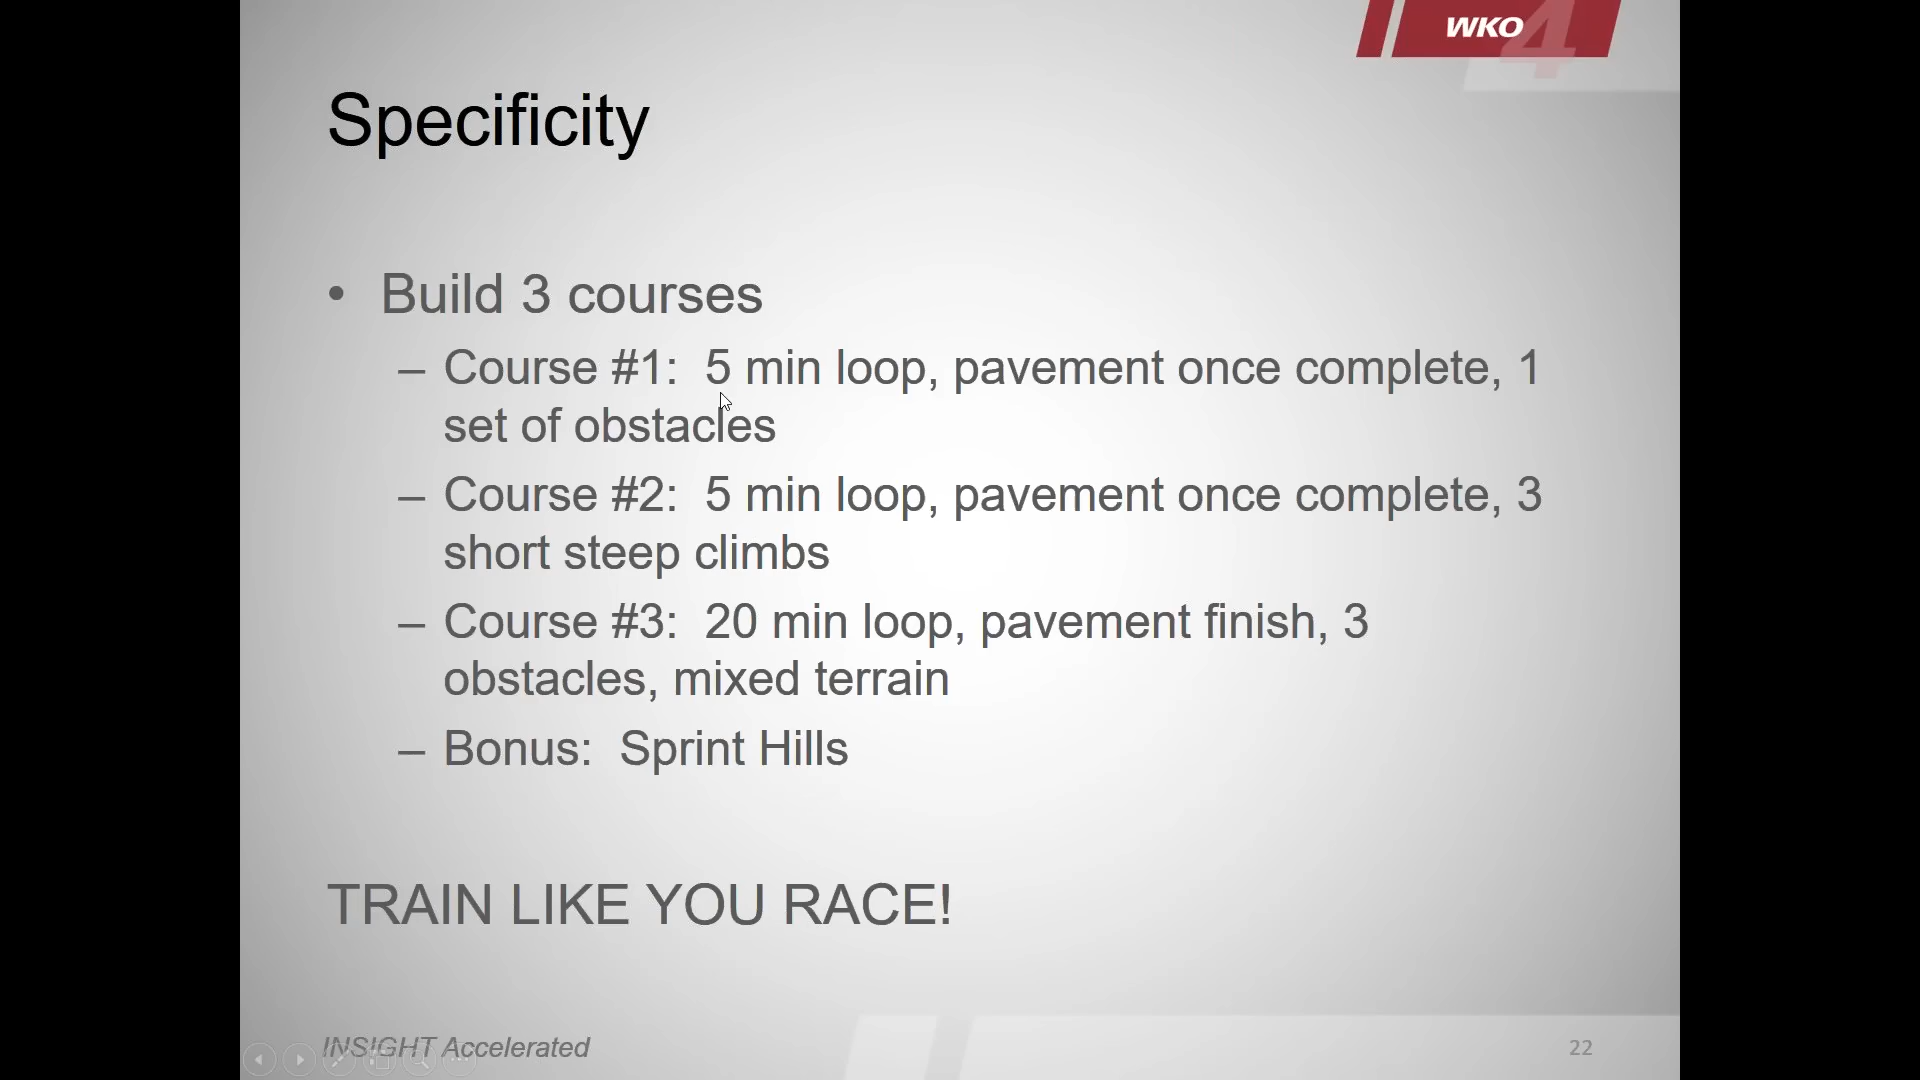 WKO 4
Specificity
• Build 3 courses
– Course #1:  5 min loop, pavement once complete, 1
set of obstacles
– Course #2:  5 min loop, pavement once complete, 3
short steep climbs
– Course #3:  20 min loop, pavement finish, 3
obstacles, mixed terrain
– Bonus:  Sprint Hills
TRAIN LIKE YOU RACE!
INSIGHT Accelerated
22